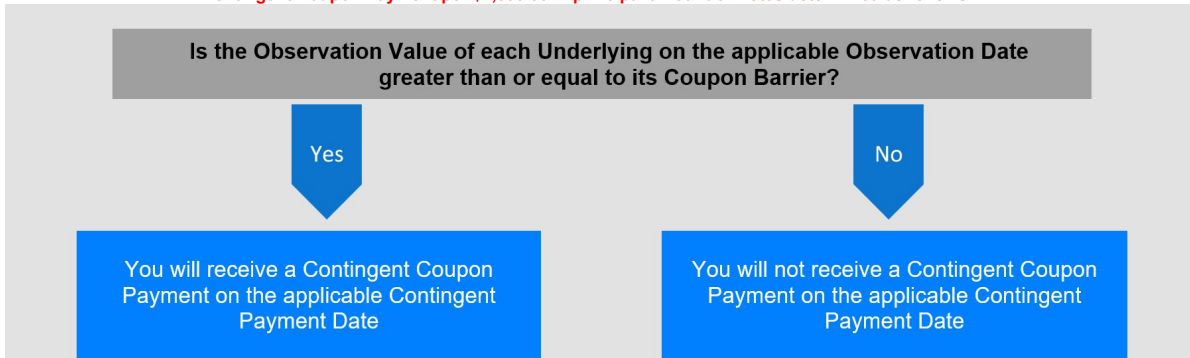 Is the Observation Value of each Underlying on the applicable Observation Date
greater than or equal to its Coupon Barrier?
Yes
No
You will receive a Contingent Coupon
Payment on the applicable Contingent
Payment Date
You will not receive a Contingent Coupon
Payment on the applicable Contingent
Payment Date